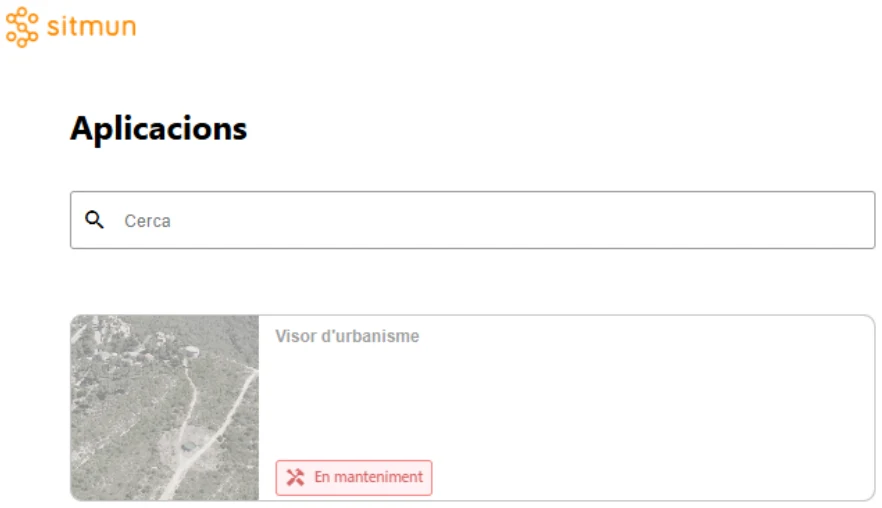 sitmun
Aplicacions
Cerca
Visor d'urbanisme
En manteniment